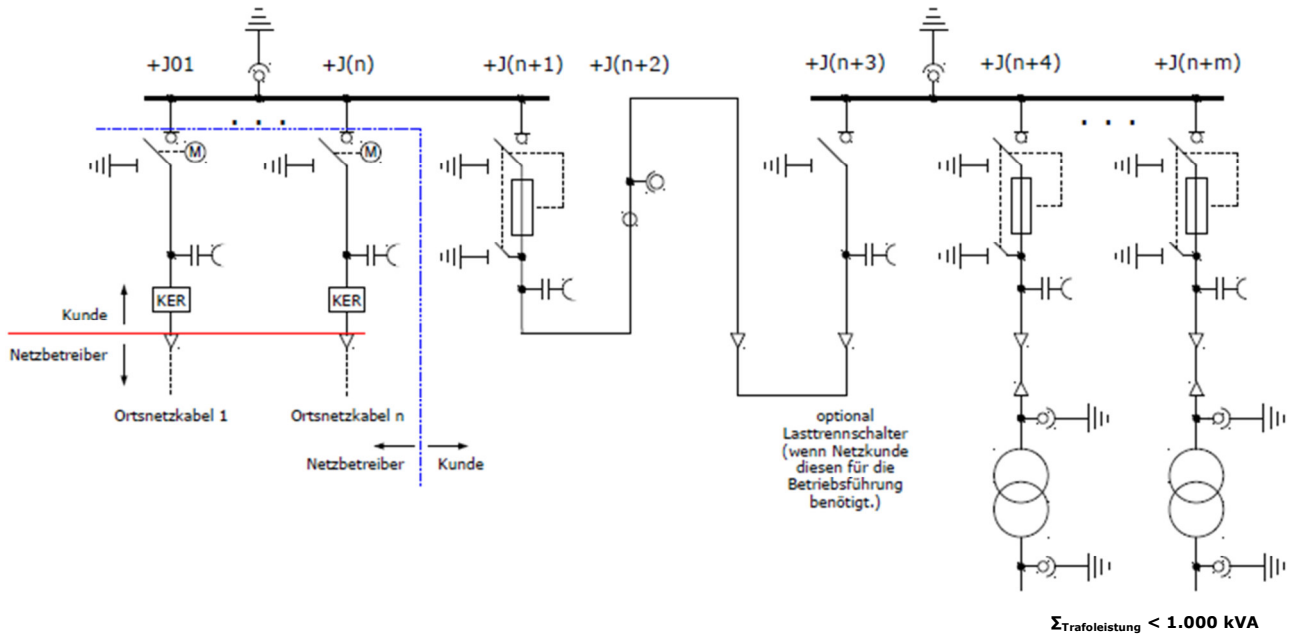 +J01
+J(n)
+J(n+1)
+J(n+2)
+J(n+3)
+J(n+4)
+J(n+m)
. . .
. . .
M
M
KER
KER
Kunde
Netzbetreiber
Ortsnetzkabel 1
Ortsnetzkabel n
Netzbetreiber
Kunde
optional
Lasttrennschalter
(wenn Netzkunde
diesen für die
Betriebsführung
benötigt.)
ΣTrafoleistung < 1.000 kVA